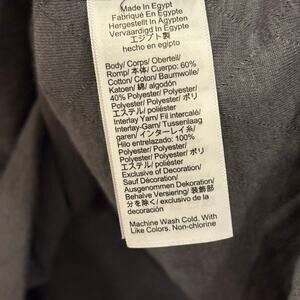 Made In Egypt
Fabriqué En Egypte
Hergestellt In Ägypten
Vervaardigd In Egypte
エジプト製
hecho en egipto
Body/ Corps/ Oberteil/
Romp/ 本体/ Cuerpo: 60%
Cotton/ Coton/ Baumwolle/
Katoen/ 綿/ algodón
40% Polyester/ Polyester/
Polyester/ Polyester/ ポリ
エステル/ poliéster
Interlay Yarn/ Fil intercalé/
Interlay-Garn/ Tussenlaag
garen/ インターレイ糸/
Hilo entrelazado: 100%
Polyester/ Polyester/
Polyester/ Polyester/ ポリ
エステル/ poliéster
Exclusive of Decoration/
Sauf Décoration/
Ausgenommen Dekoration/
Behalve Versiering/ 装飾部
分を除く/ exclusivo de la
decoración
Machine Wash Cold. With
Like Colors. Non-chlorine